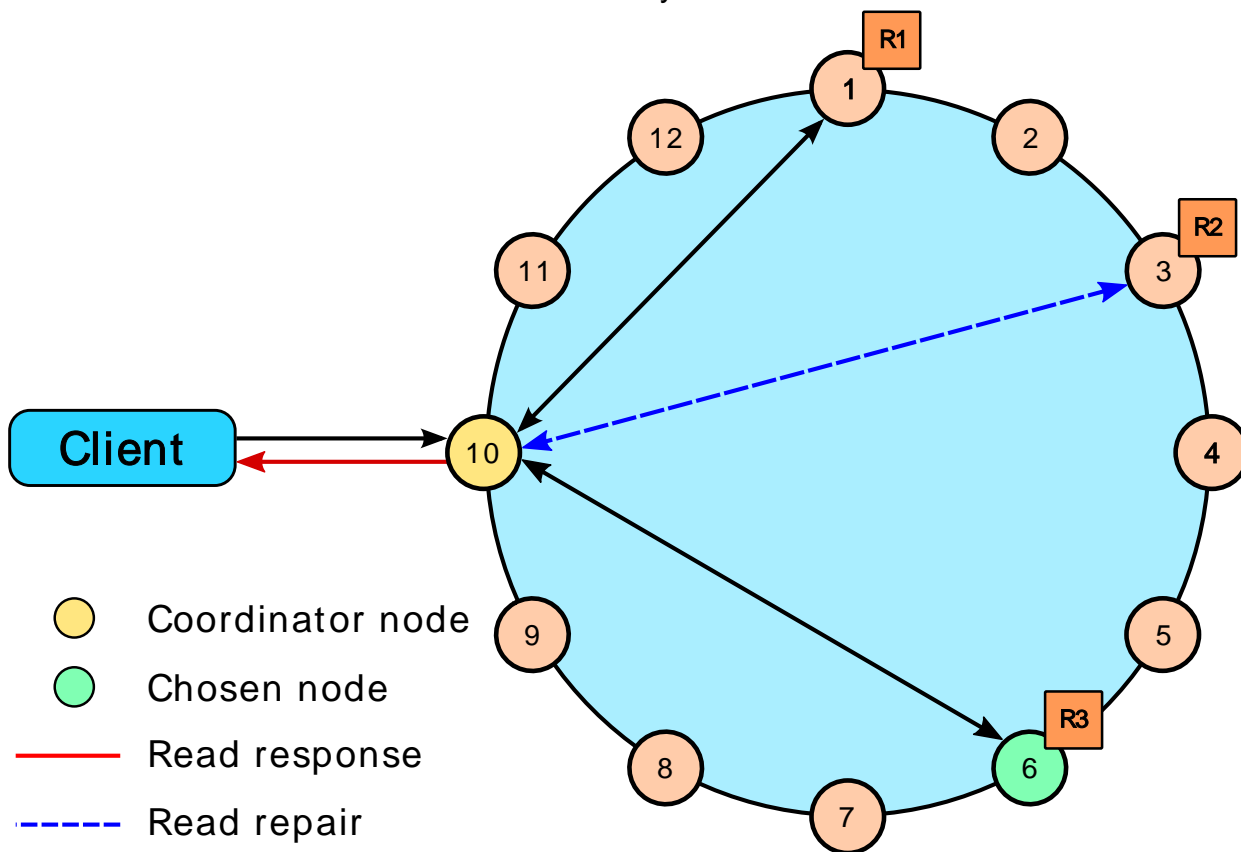 R1
1
12
2
R2
11
3
Client
10
4
Coordinator node
9
5
Chosen node
R3
Read response
8
6
7
Read repair